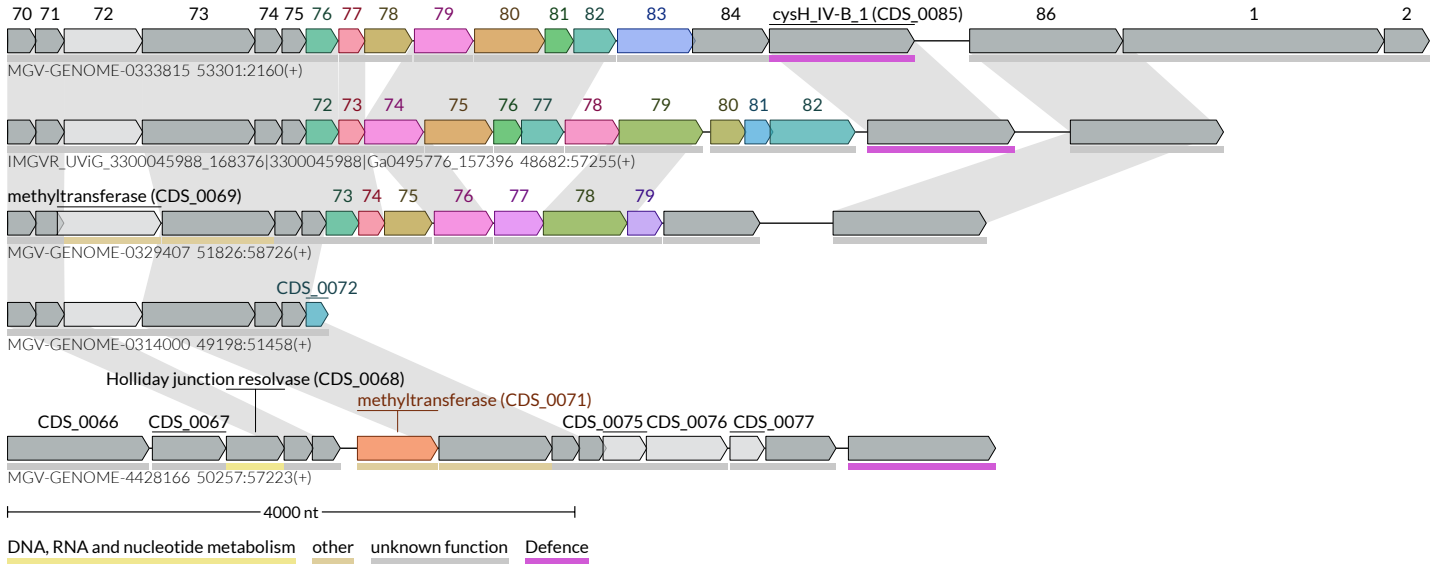 70 71 72 73 74 75 76 77 78 79 80 81 82 83 84 cysH_IV-B_1 (CDS_0085) 86 1 2
MGV-GENOME-0333815 53301:2160(+)
72 73 74 75 76 77 78 79 80 81 82
IMGVR_UViG_3300045988_168376|3300045988|Ga0495776_157396 48682:57255(+)
methyltransferase (CDS_0069) 73 74 75 76 77 78 79
MGV-GENOME-0329407 51826:58726(+)
CDS_0072
MGV-GENOME-0314000 49198:51458(+)
Holliday junction resolvase (CDS_0068)
methyltransferase (CDS_0071)
CDS_0066 CDS_0067 CDS_0075 CDS_0076 CDS_0077
MGV-GENOME-4428166 50257:57223(+)
4000 nt
DNA, RNA and nucleotide metabolism other unknown function Defence